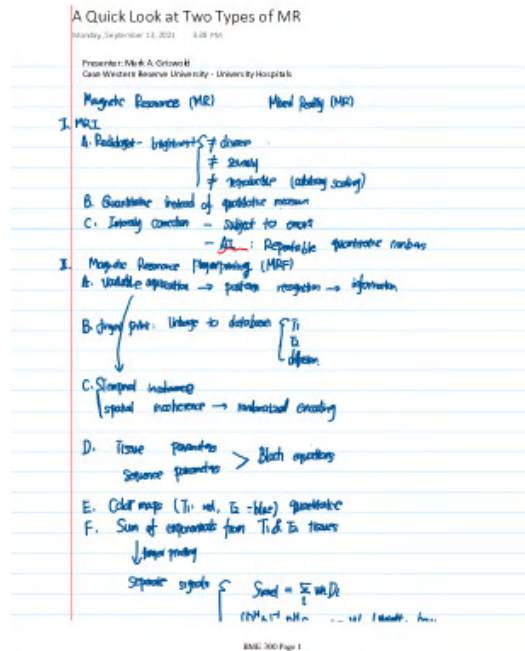 A Quick Look at Two Types of MR
Monday, September 13, 2021 3:38 PM
Presenter: Mark A. Griswold
Case Western Reserve University - University Hospitals
Magnetic Resonance (MR) Mixed Reality (MR)
I. MRI
A. Radiologist - brightness ≠ disease
≠ severity
≠ reproducible (arbitrary scaling)
B. Quantitative instead of qualitative measure
C. Intensity correction - subject to errors
- AI : Repeatable quantitative numbers
II. Magnetic Resonance Fingerprinting (MRF)
A. Variable acquisition → pattern recognition → information
B. fingerprint: linkage to database T1
T2
diffusion
C. temporal incoherence
spatial incoherence → randomized encoding
D. Tissue parameters
Sequence parameters > Bloch equations
E. Color maps (T1: red, T2 - blue) quantitative
F. Sum of exponentials from T1 & T2 tissues
↓ fingerprinting
Separate signals
BME 300 Page 1